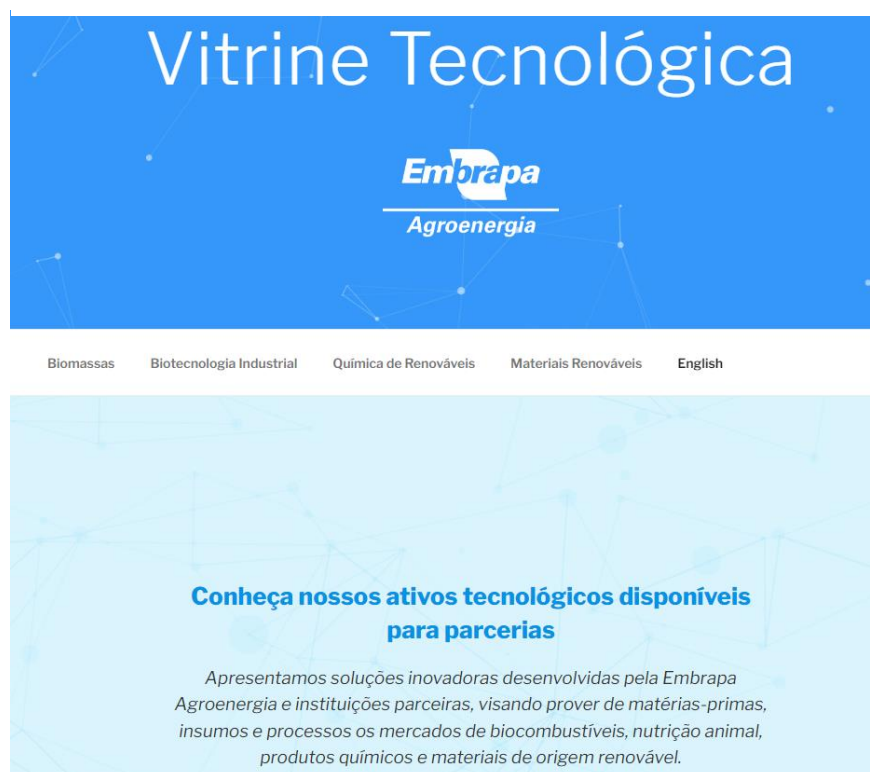 Vitrine Tecnológica
Embrapa
Agroenergia
Biomassas Biotecnologia Industrial Química de Renováveis Materiais Renováveis English
Conheça nossos ativos tecnológicos disponíveis
para parcerias
Apresentamos soluções inovadoras desenvolvidas pela Embrapa
Agroenergia e instituições parceiras, visando prover de matérias-primas,
insumos e processos os mercados de biocombustíveis, nutrição animal,
produtos químicos e materiais de origem renovável.